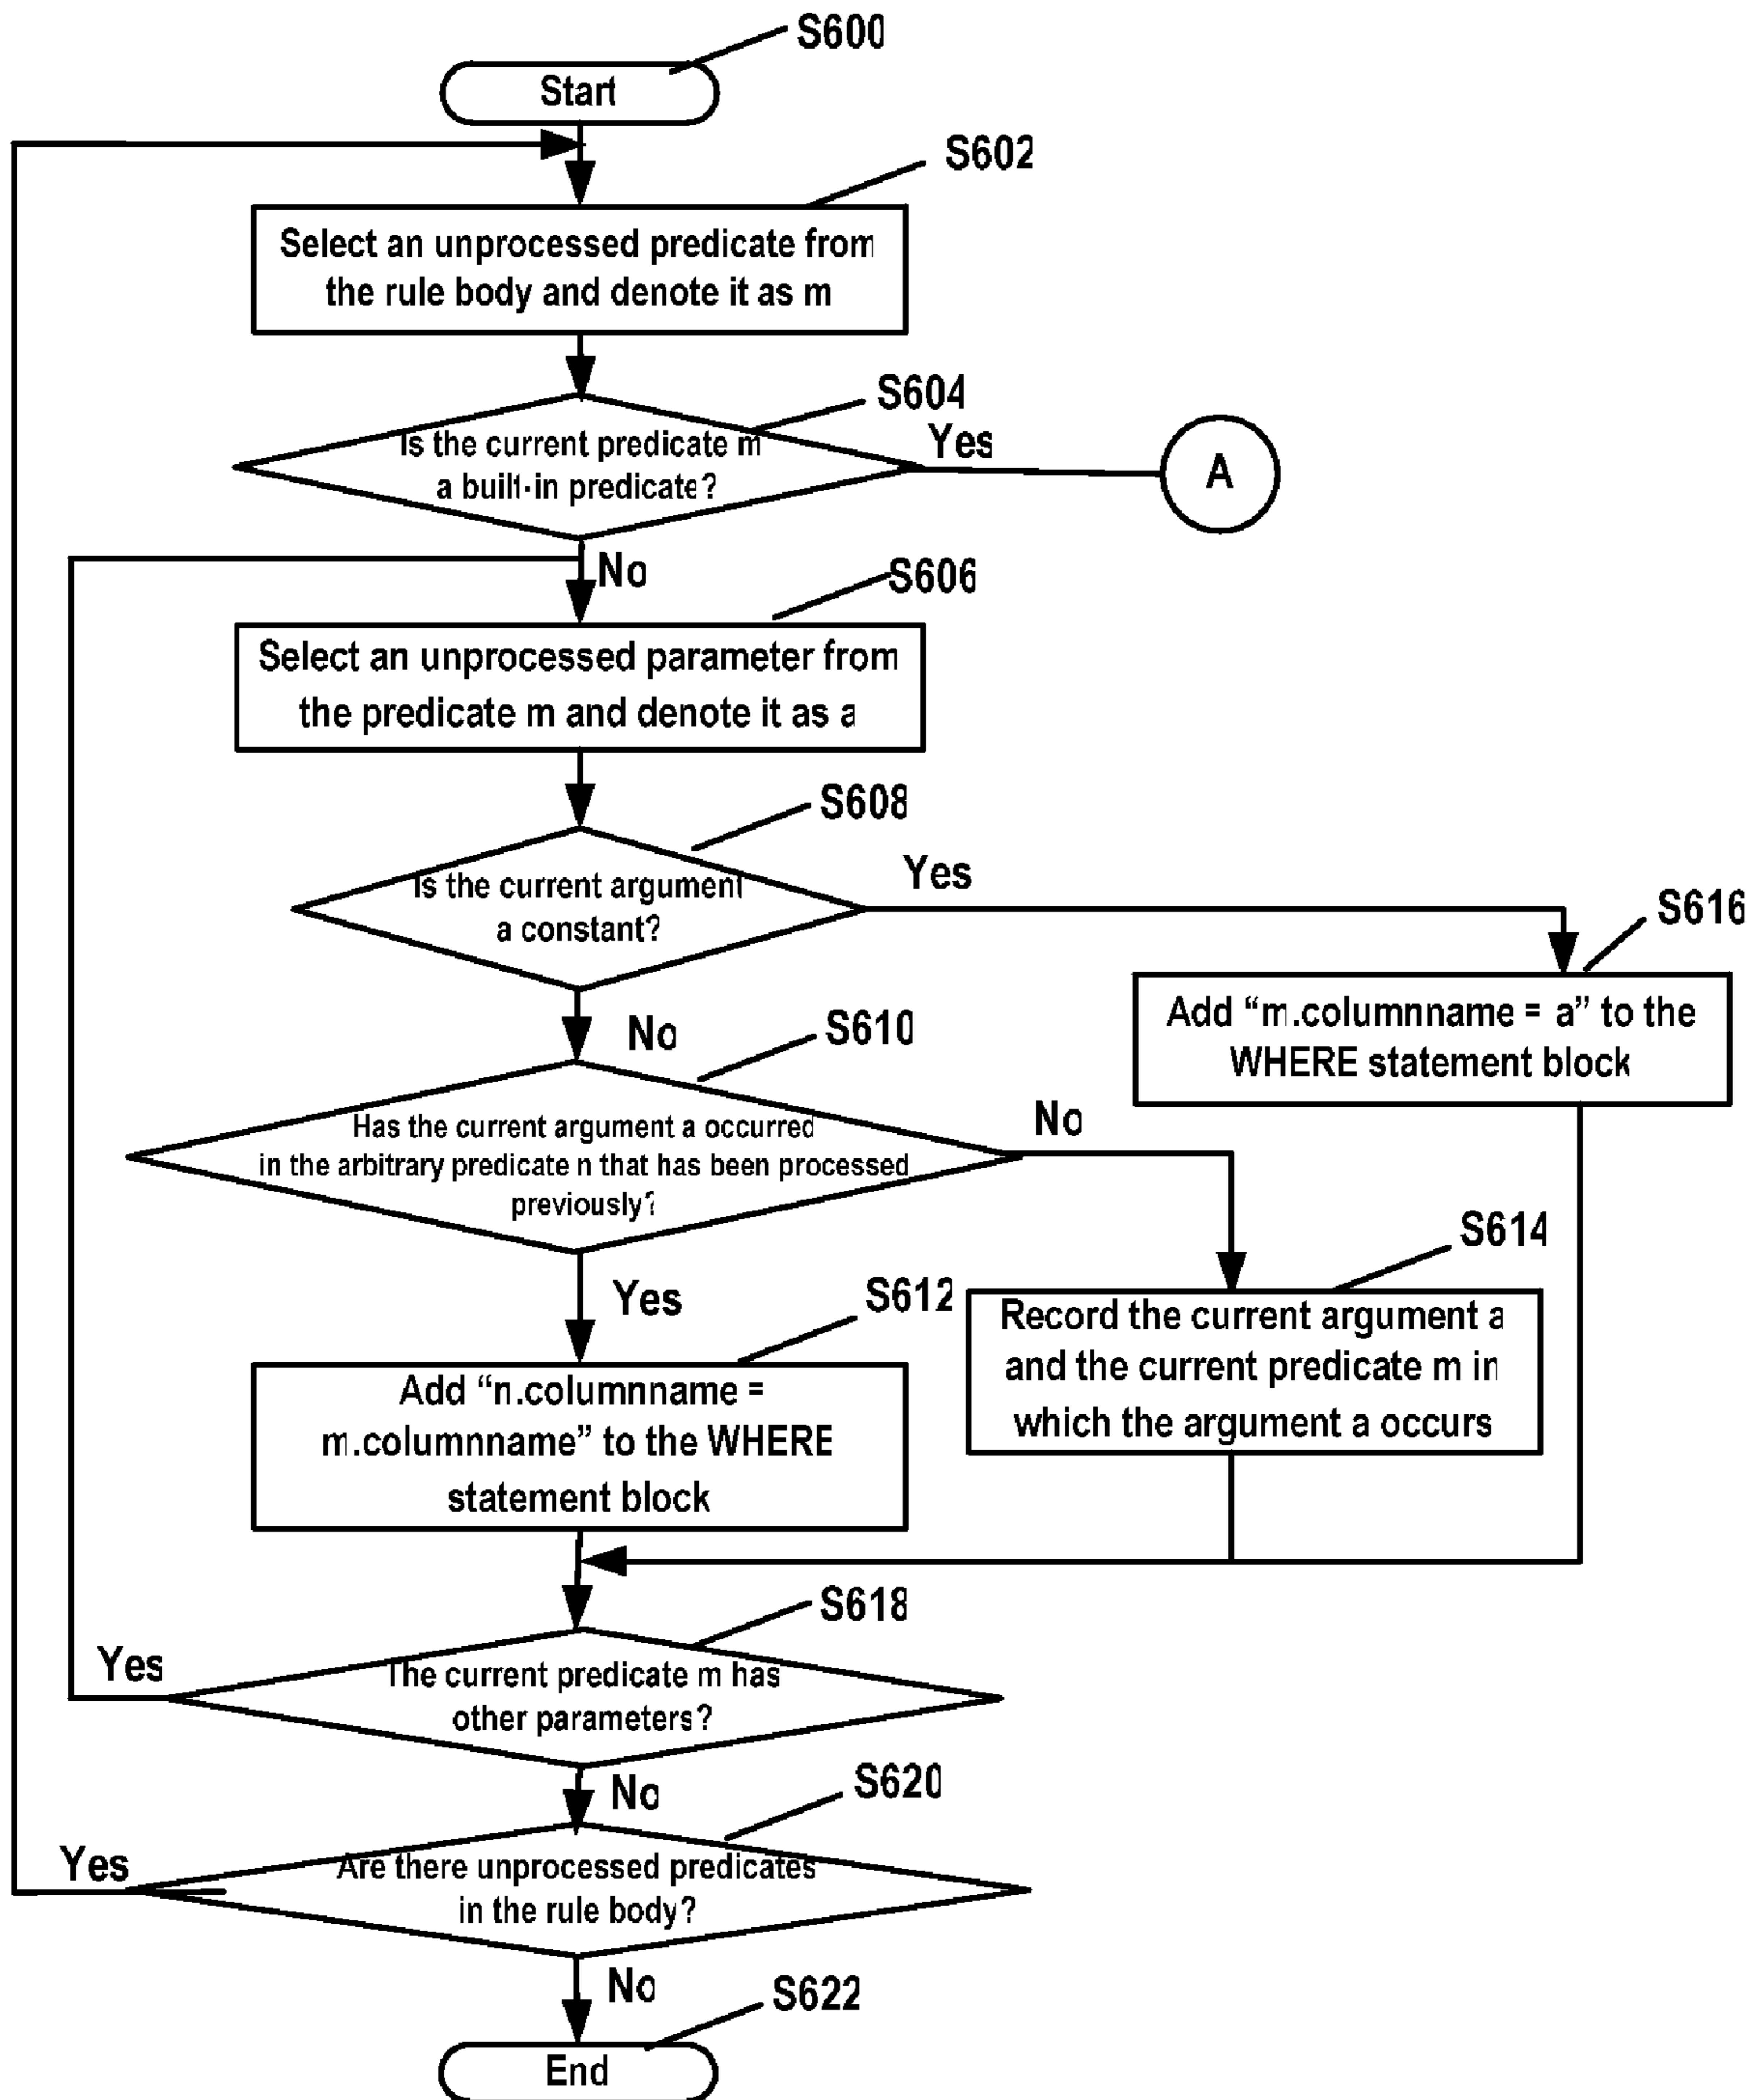 S600
Start
S602
Select an unprocessed predicate from
the rule body and denote it as m
S604
Is the current predicate m
a built-in predicate?
Yes
A
No
S606
Select an unprocessed parameter from
the predicate m and denote it as a
S608
Is the current argument
a constant?
Yes
S616
Add “m.columnname = a” to the
WHERE statement block
No
S610
Has the current argument a occurred
in the arbitrary predicate n that has been processed
previously?
No
S614
Record the current argument a
and the current predicate m in
which the argument a occurs
Yes
S612
Add “n.columnname =
m.columnname” to the WHERE
statement block
S618
The current predicate m has
other parameters?
Yes
No
S620
Are there unprocessed predicates
in the rule body?
Yes
No
S622
End